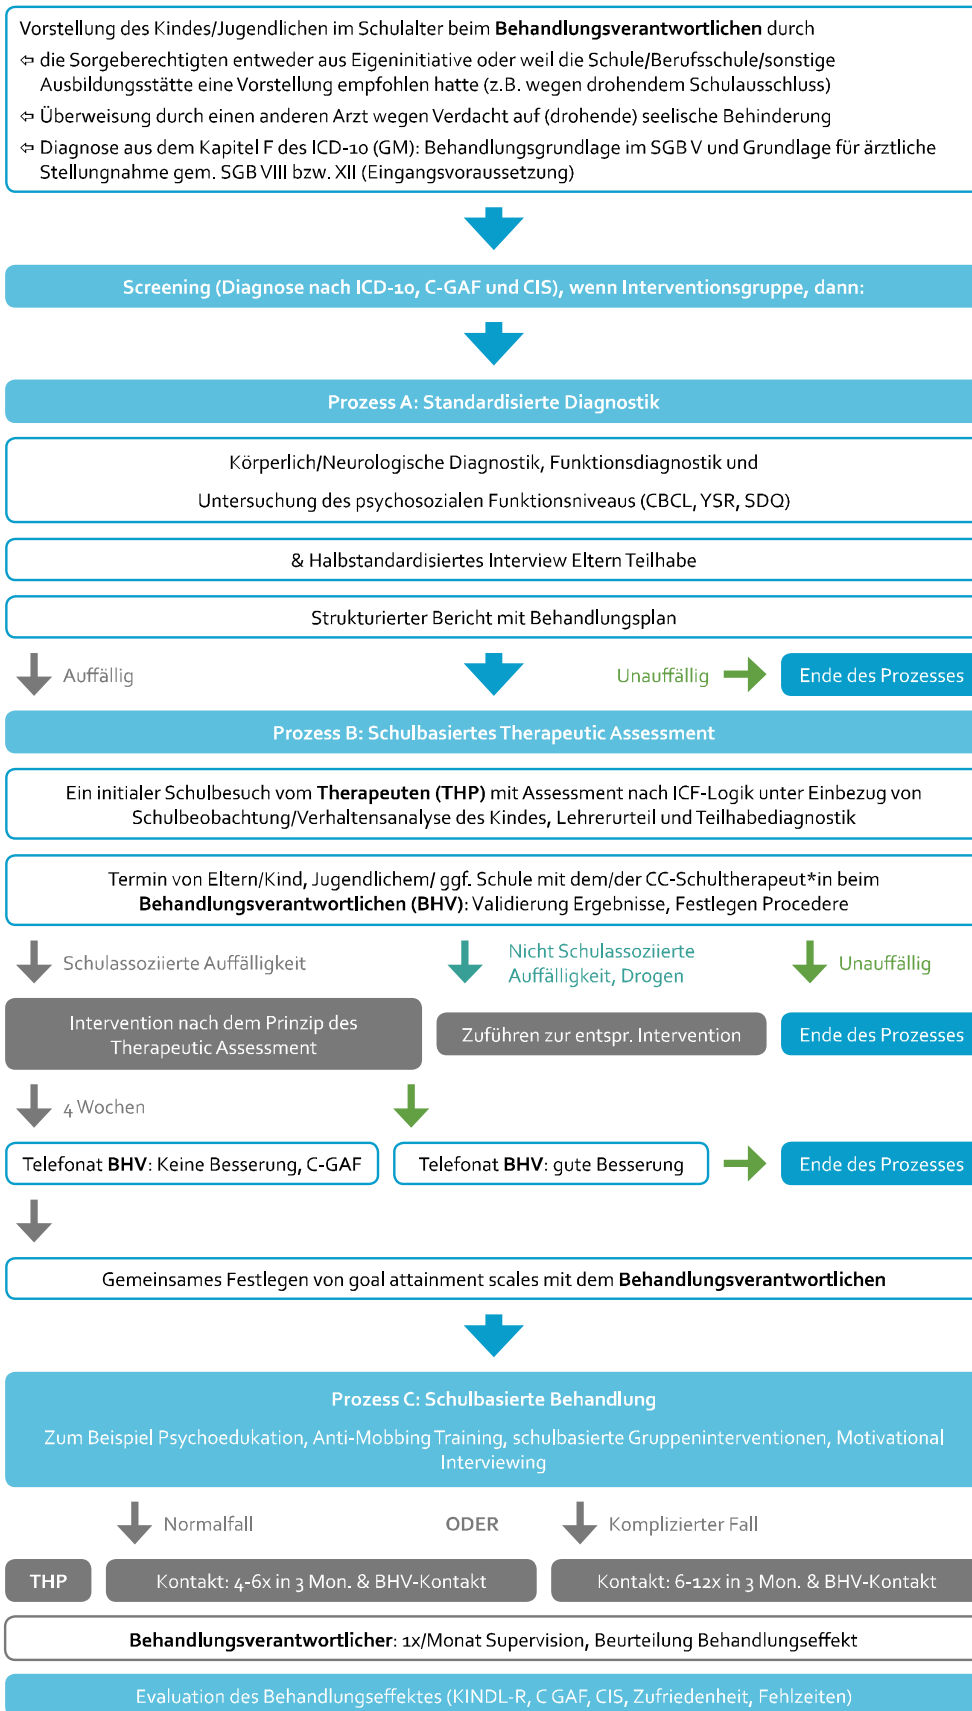 Vorstellung des Kindes/Jugendlichen im Schulalter beim Behandlungsverantwortlichen durch
⇦ die Sorgeberechtigten entweder aus Eigeninitiative oder weil die Schule/Berufsschule/sonstige
Ausbildungsstätte eine Vorstellung empfohlen hatte (z.B. wegen drohendem Schulausschluss)
⇦ Überweisung durch einen anderen Arzt wegen Verdacht auf (drohende) seelische Behinderung
⇦ Diagnose aus dem Kapitel F des ICD-10 (GM): Behandlungsgrundlage im SGB V und Grundlage für ärztliche
Stellungnahme gem. SGB VIII bzw. XII (Eingangsvoraussetzung)
Screening (Diagnose nach ICD-10, C-GAF und CIS), wenn Interventionsgruppe, dann:
Prozess A: Standardisierte Diagnostik
Körperlich/Neurologische Diagnostik, Funktionsdiagnostik und
Untersuchung des psychosozialen Funktionsniveaus (CBCL, YSR, SDQ)
& Halbstandardisiertes Interview Eltern Teilhabe
Strukturierter Bericht mit Behandlungsplan
Auffällig
Unauffällig
Ende des Prozesses
Prozess B: Schulbasiertes Therapeutic Assessment
Ein initialer Schulbesuch vom Therapeuten (THP) mit Assessment nach ICF-Logik unter Einbezug von
Schulbeobachtung/Verhaltensanalyse des Kindes, Lehrerurteil und Teilhabediagnostik
Termin von Eltern/Kind, Jugendlichem/ ggf. Schule mit dem/der CC-Schultherapeut*in beim
Behandlungsverantwortlichen (BHV): Validierung Ergebnisse, Festlegen Procedere
Schulassoziierte Auffälligkeit
Nicht Schulassoziierte
Auffälligkeit, Drogen
Unauffällig
Intervention nach dem Prinzip des
Therapeutic Assessment
Zuführen zur entspr. Intervention
Ende des Prozesses
4 Wochen
Telefonat BHV: Keine Besserung, C-GAF
Telefonat BHV: gute Besserung
Ende des Prozesses
Gemeinsames Festlegen von goal attainment scales mit dem Behandlungsverantwortlichen
Prozess C: Schulbasierte Behandlung
Zum Beispiel Psychoedukation, Anti-Mobbing Training, schulbasierte Gruppeninterventionen, Motivational
Interviewing
Normalfall
ODER
Komplizierter Fall
THP
Kontakt: 4-6x in 3 Mon. & BHV-Kontakt
Kontakt: 6-12x in 3 Mon. & BHV-Kontakt
Behandlungsverantwortlicher: 1x/Monat Supervision, Beurteilung Behandlungseffekt
Evaluation des Behandlungseffektes (KINDL-R, C GAF, CIS, Zufriedenheit, Fehlzeiten)